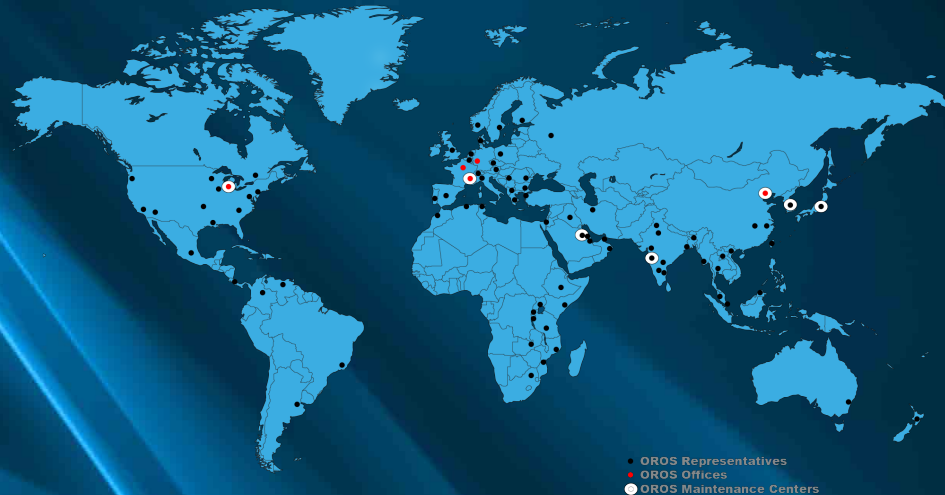 OROS Representatives
OROS Offices
OROS Maintenance Centers